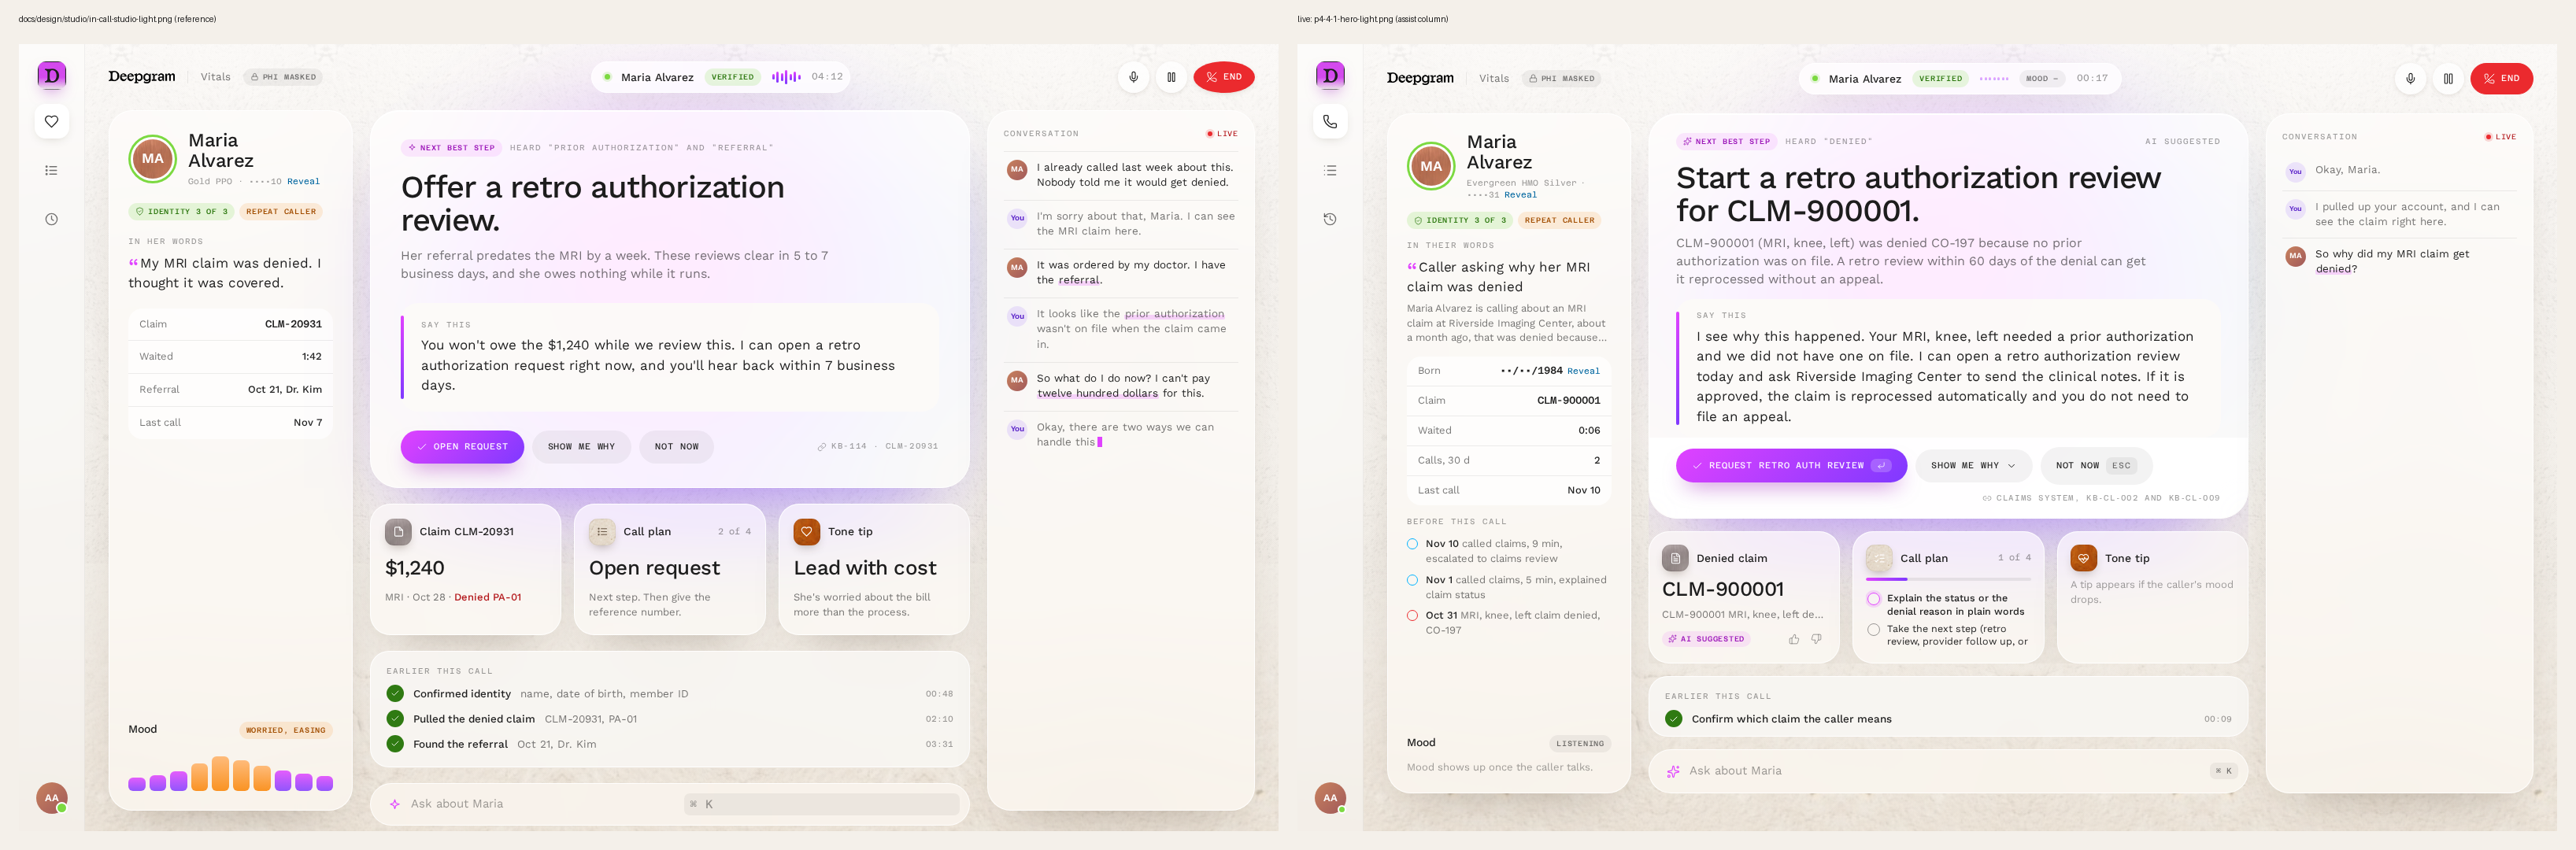 docs/design/studio/in-call-studio-light.png (reference)
D
Deepgram
Vitals
PHI MASKED
Maria Alvarez
VERIFIED
04:12
END
MA
Maria
Alvarez
Gold PPO · ••••10 Reveal
IDENTITY 3 OF 3
REPEAT CALLER
IN HER WORDS
“My MRI claim was denied. I
thought it was covered.
Claim CLM-20931
Waited 1:42
Referral Oct 21, Dr. Kim
Last call Nov 7
Mood
WORRIED, EASING
AA
NEXT BEST STEP
HEARD "PRIOR AUTHORIZATION" AND "REFERRAL"
Offer a retro authorization
review.
Her referral predates the MRI by a week. These reviews clear in 5 to 7
business days, and she owes nothing while it runs.
SAY THIS
You won't owe the $1,240 while we review this. I can open a retro
authorization request right now, and you'll hear back within 7 business
days.
OPEN REQUEST
SHOW ME WHY
NOT NOW
KB-114 · CLM-20931
Claim CLM-20931
$1,240
MRI · Oct 28 · Denied PA-01
Call plan
2 of 4
Open request
Next step. Then give the
reference number.
Tone tip
Lead with cost
She's worried about the bill
more than the process.
EARLIER THIS CALL
Confirmed identity name, date of birth, member ID 00:48
Pulled the denied claim CLM-20931, PA-01 02:10
Found the referral Oct 21, Dr. Kim 03:31
Ask about Maria
⌘ K
CONVERSATION
LIVE
MA
I already called last week about this.
Nobody told me it would get denied.
You
I'm sorry about that, Maria. I can see
the MRI claim here.
MA
It was ordered by my doctor. I have
the referral.
You
It looks like the prior authorization
wasn't on file when the claim came
in.
MA
So what do I do now? I can't pay
twelve hundred dollars for this.
You
Okay, there are two ways we can
handle this
live: p4-4-1-hero-light.png (assist column)
D
Deepgram
Vitals
PHI MASKED
Maria Alvarez
VERIFIED
MOOD –
00:17
END
MA
Maria
Alvarez
Evergreen HMO Silver ·
••••31 Reveal
IDENTITY 3 OF 3
REPEAT CALLER
IN THEIR WORDS
“Caller asking why her MRI
claim was denied
Maria Alvarez is calling about an MRI
claim at Riverside Imaging Center, about
a month ago, that was denied because...
Born ••/••/1984 Reveal
Claim CLM-900001
Waited 0:06
Calls, 30 d 2
Last call Nov 10
BEFORE THIS CALL
Nov 10 called claims, 9 min,
escalated to claims review
Nov 1 called claims, 5 min, explained
claim status
Oct 31 MRI, knee, left claim denied,
CO-197
Mood
LISTENING
Mood shows up once the caller talks.
AA
NEXT BEST STEP
HEARD "DENIED"
AI SUGGESTED
Start a retro authorization review
for CLM-900001.
CLM-900001 (MRI, knee, left) was denied CO-197 because no prior
authorization was on file. A retro review within 60 days of the denial can get
it reprocessed without an appeal.
SAY THIS
I see why this happened. Your MRI, knee, left needed a prior authorization
and we did not have one on file. I can open a retro authorization review
today and ask Riverside Imaging Center to send the clinical notes. If it is
approved, the claim is reprocessed automatically and you do not need to
file an appeal.
REQUEST RETRO AUTH REVIEW
SHOW ME WHY
NOT NOW ESC
CLAIMS SYSTEM, KB-CL-002 AND KB-CL-009
Denied claim
CLM-900001
CLM-900001 MRI, knee, left de...
AI SUGGESTED
Call plan
1 of 4
Explain the status or the
denial reason in plain words
Take the next step (retro
review, provider follow up, or
Tone tip
A tip appears if the caller's mood
drops.
EARLIER THIS CALL
Confirm which claim the caller means 00:09
Ask about Maria
⌘ K
CONVERSATION
LIVE
You
Okay, Maria.
You
I pulled up your account, and I can
see the claim right here.
MA
So why did my MRI claim get
denied?